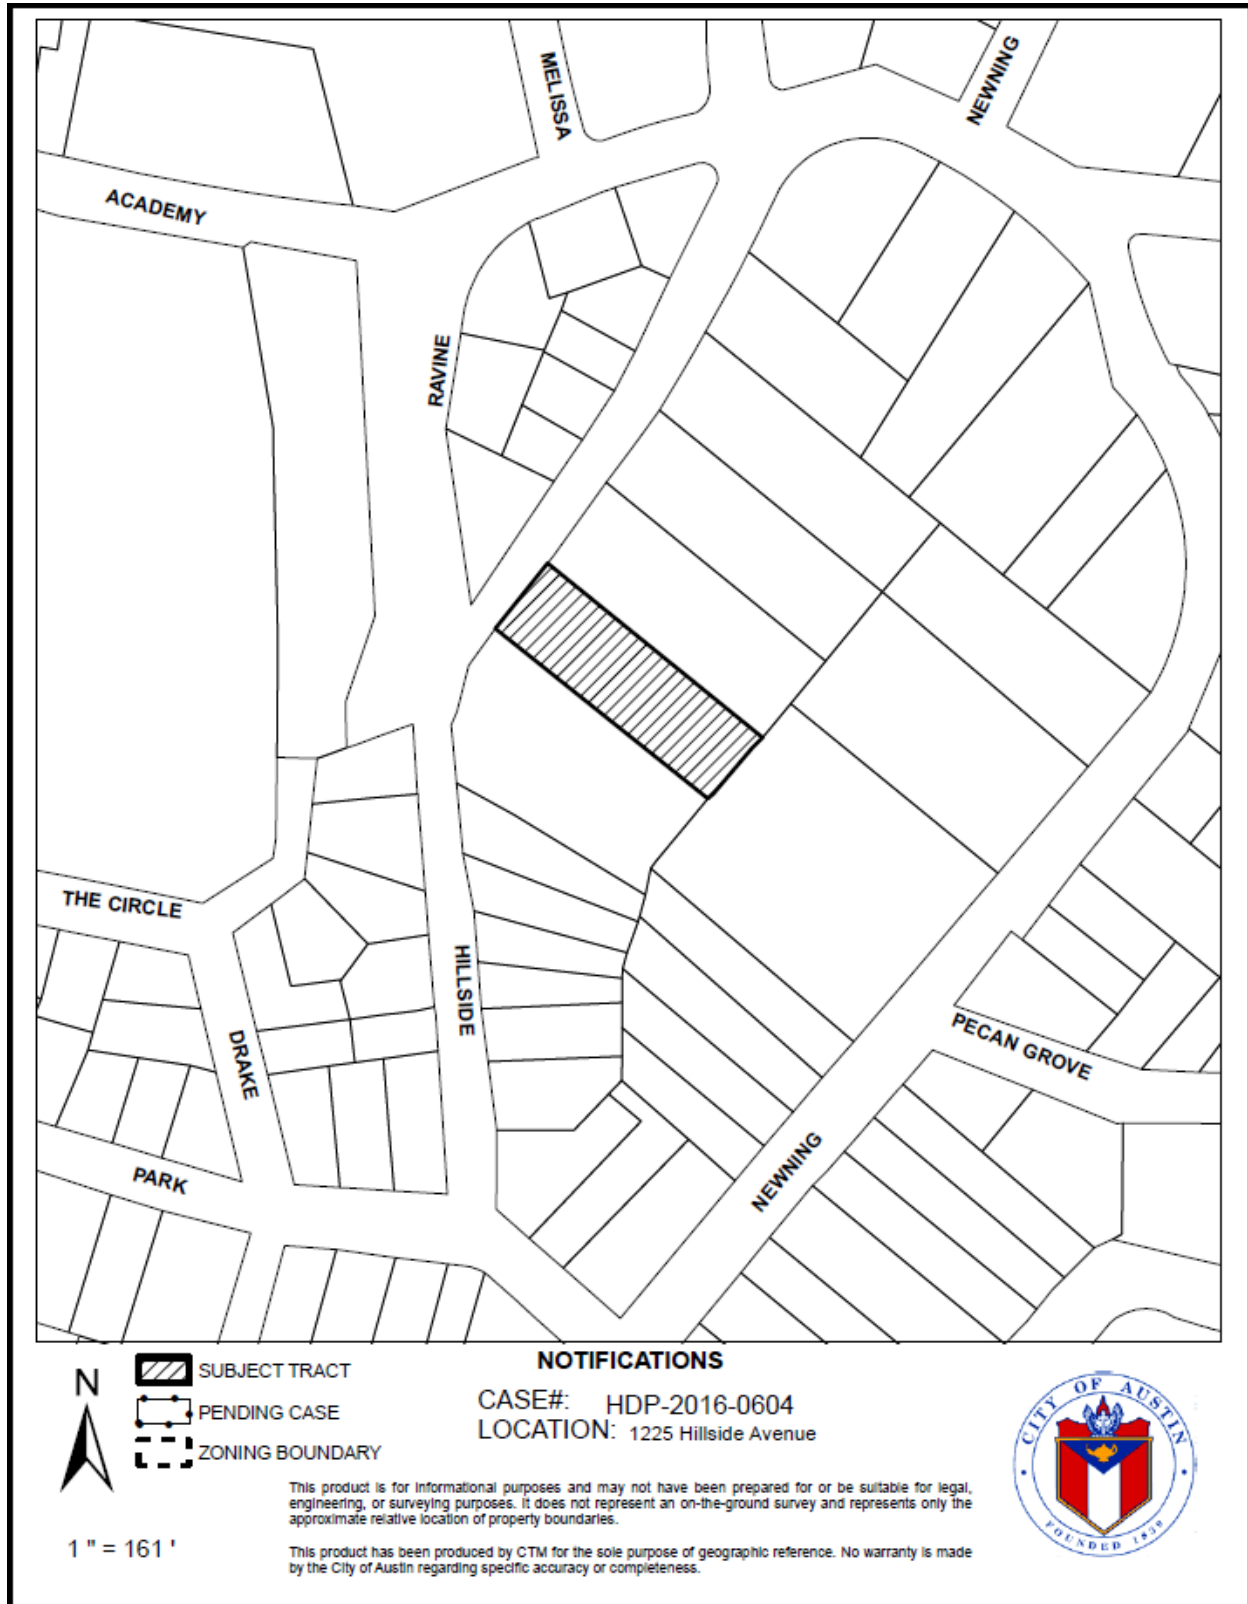 MELISSA
NEWNING
ACADEMY
RAVINE
THE CIRCLE
HILLSIDE
DRAKE
PECAN GROVE
PARK
NEWNING
N
SUBJECT TRACT
PENDING CASE
ZONING BOUNDARY
1 " = 161 '
NOTIFICATIONS
CASE#: HDP-2016-0604
LOCATION: 1225 Hillside Avenue
This product is for informational purposes and may not have been prepared for or be suitable for legal,
engineering, or surveying purposes. It does not represent an on-the-ground survey and represents only the
approximate relative location of property boundaries.
This product has been produced by CTM for the sole purpose of geographic reference. No warranty is made
by the City of Austin regarding specific accuracy or completeness.
CITY OF AUSTIN
FOUNDED 1839